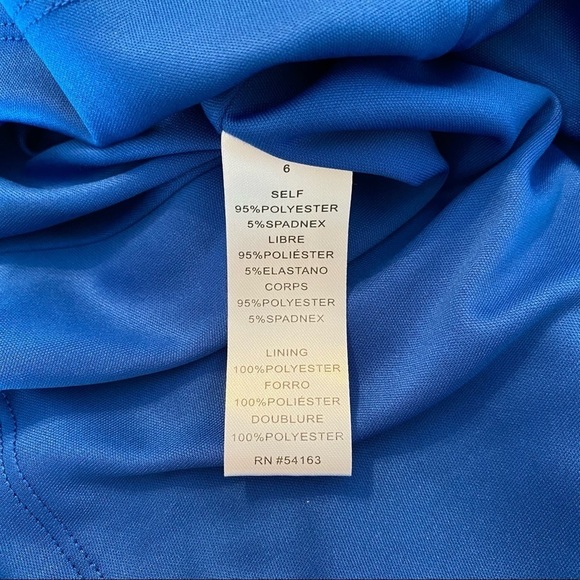 6
SELF
95%POLYESTER
5%SPADNEX
LIBRE
95%POLIÉSTER
5%ELASTANO
CORPS
95%POLYESTER
5%SPADNEX
LINING
100%POLYESTER
FORRO
100%POLIÉSTER
DOUBLURE
100%POLYESTER
RN #54163